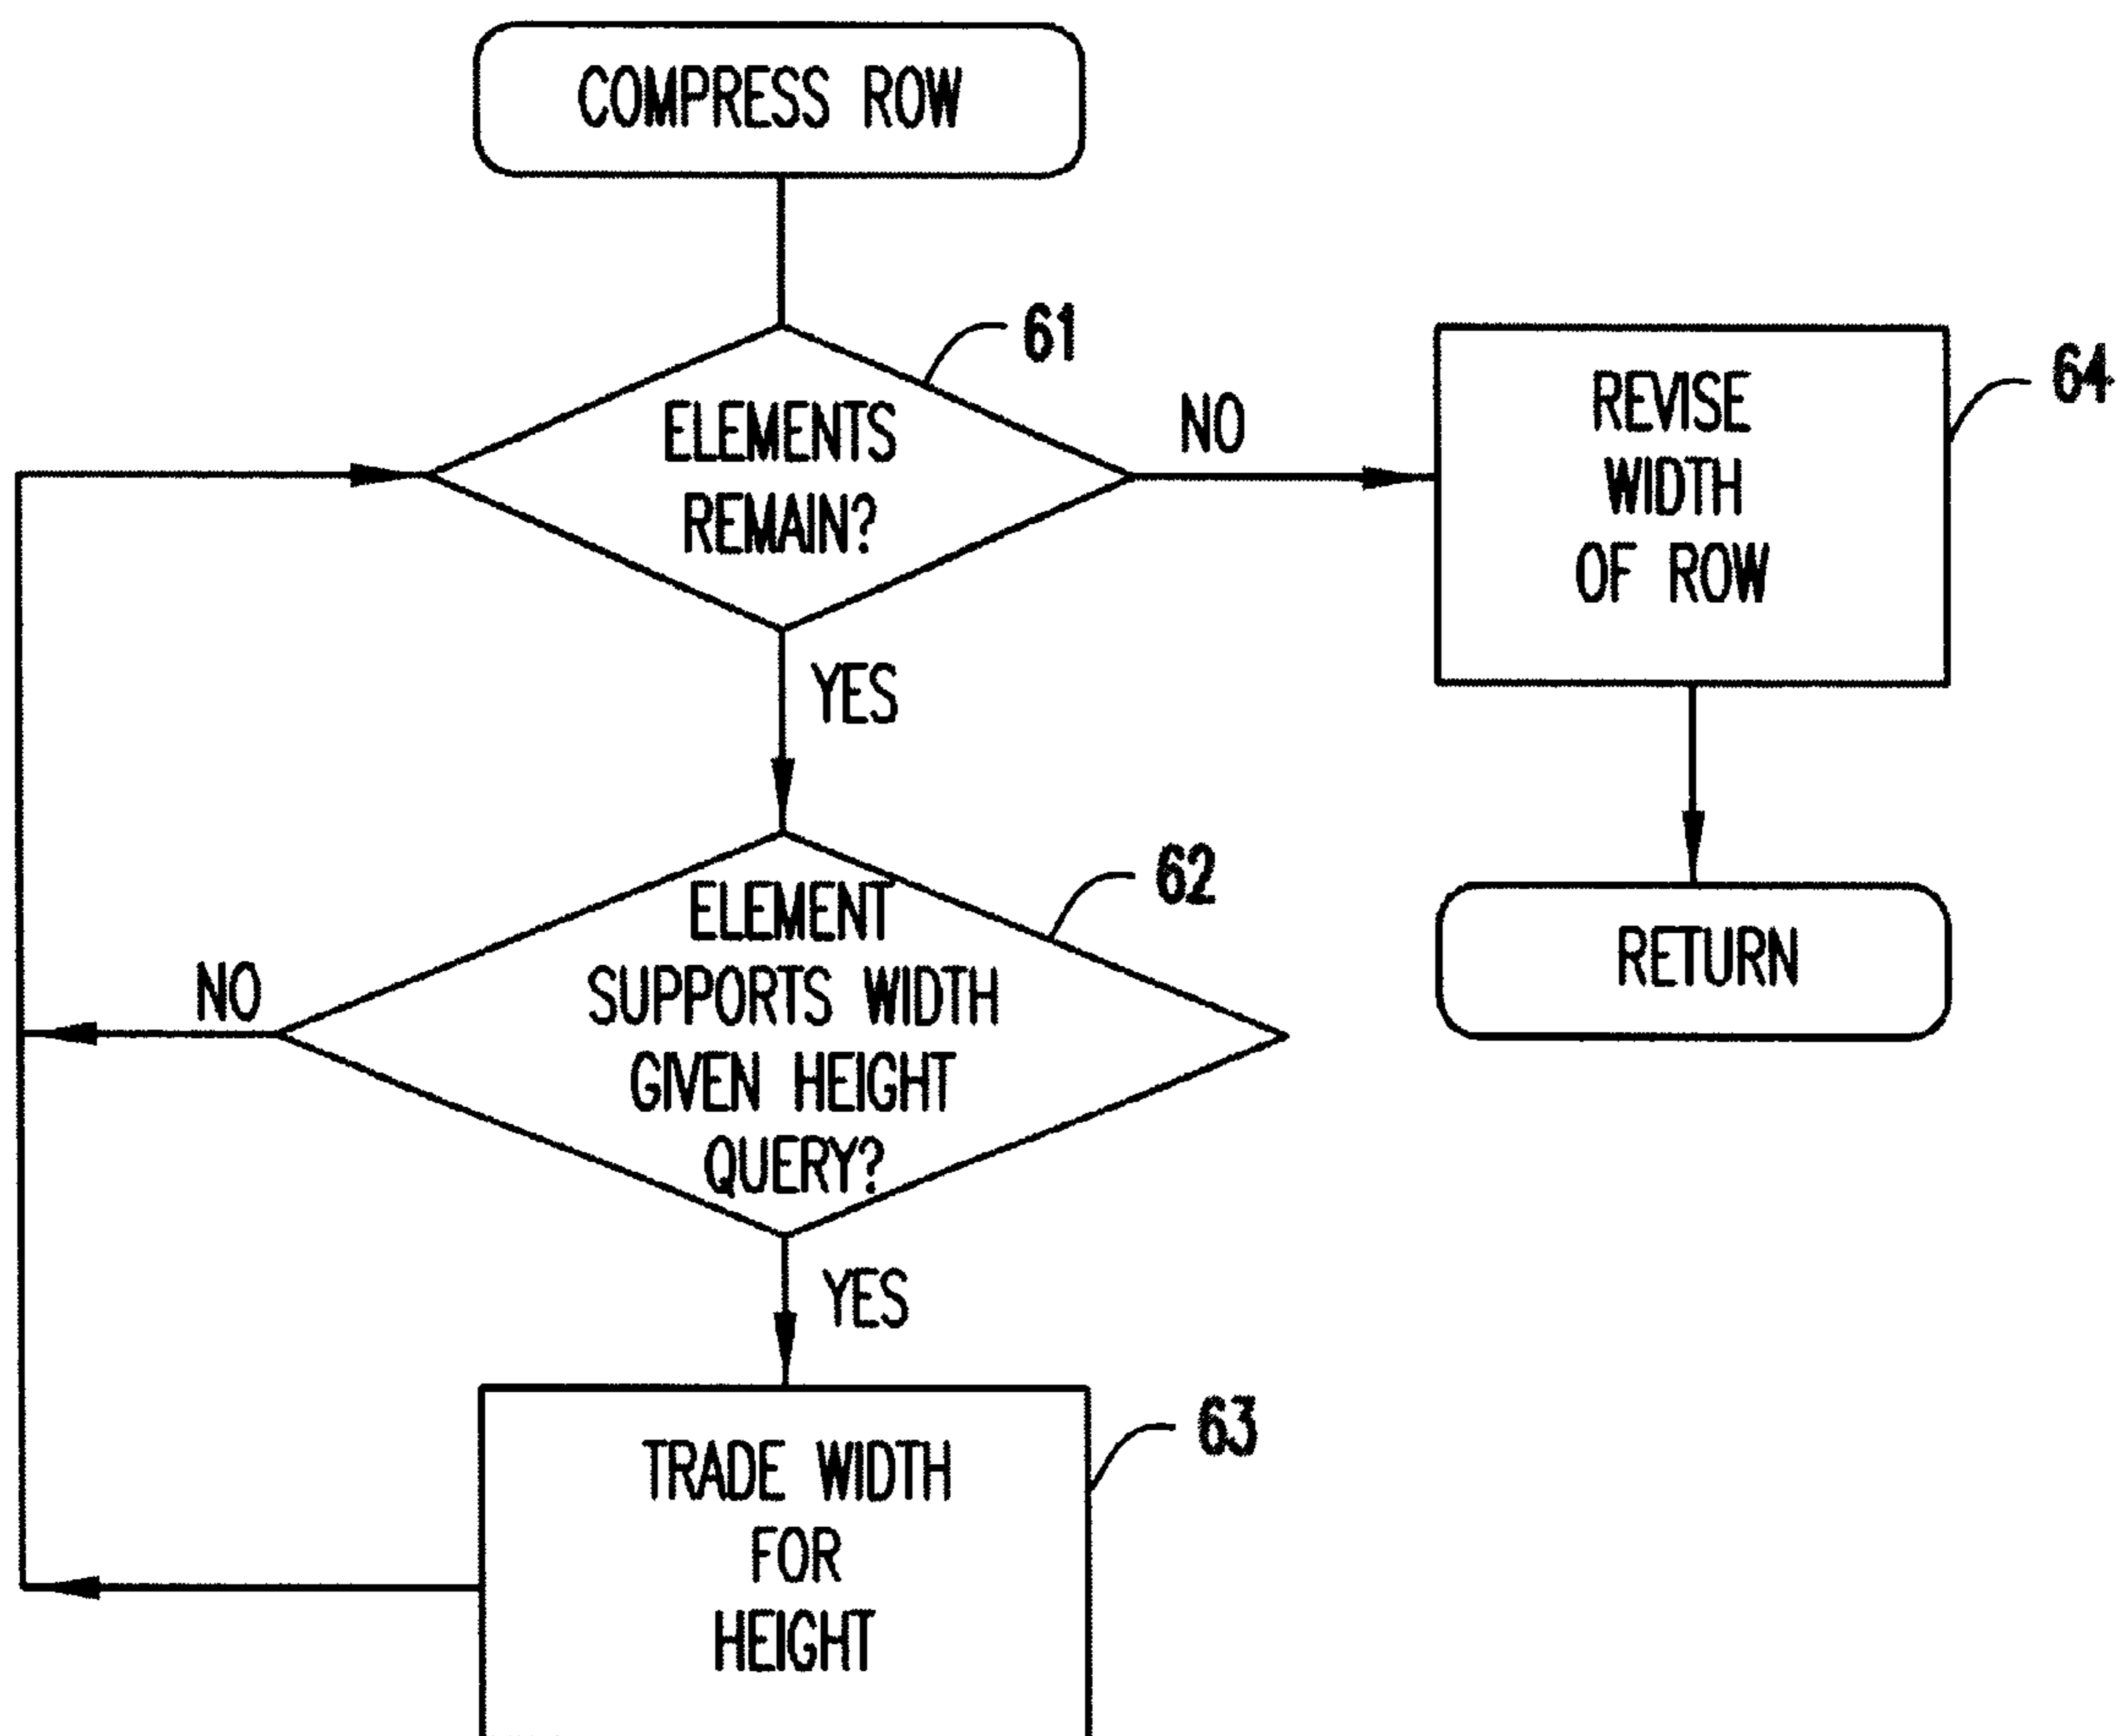 COMPRESS ROW
61
ELEMENTS
REMAIN?
NO
REVISE
WIDTH
OF ROW
64
YES
62
ELEMENT
SUPPORTS WIDTH
GIVEN HEIGHT
QUERY?
NO
RETURN
YES
63
TRADE WIDTH
FOR
HEIGHT